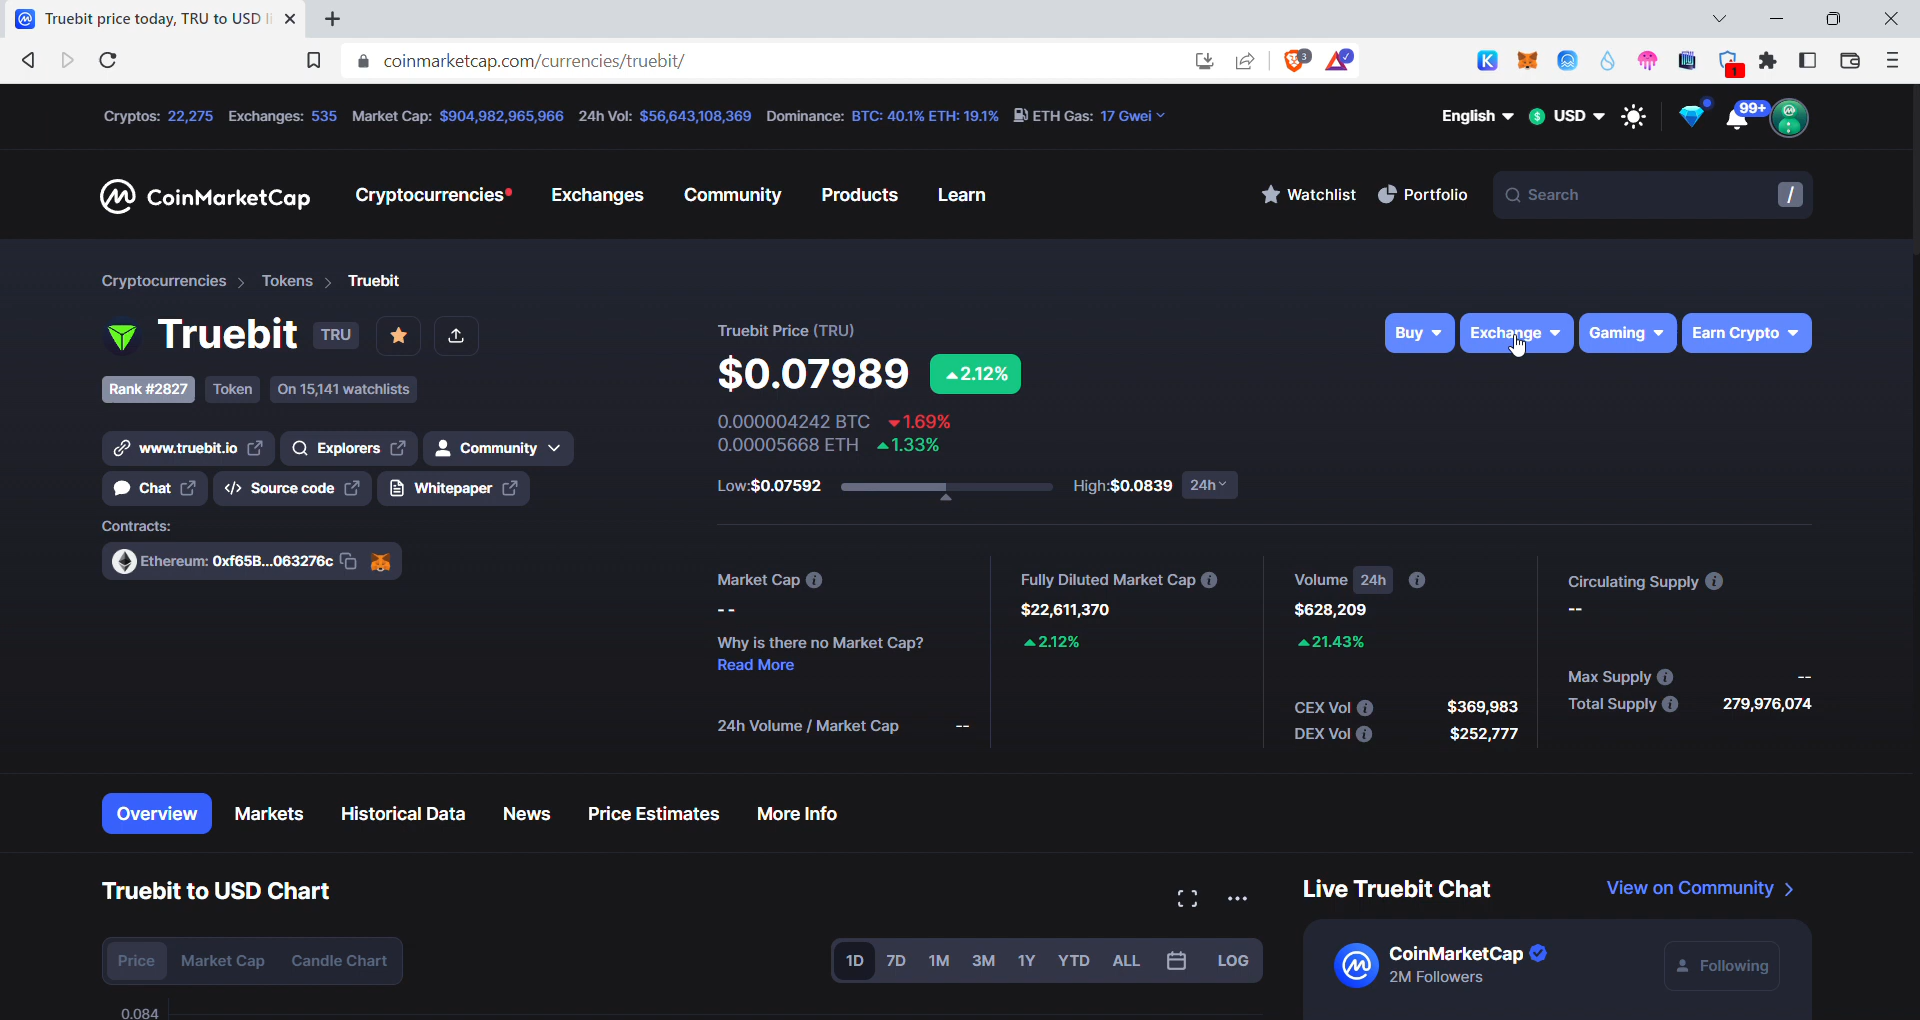 Truebit price today, TRU to USD li
coinmarketcap.com/currencies/truebit/
3
1
Cryptos: 22,275 Exchanges: 535 Market Cap: $904,982,965,966 24h Vol: $56,643,108,369 Dominance: BTC: 40.1% ETH: 19.1% ETH Gas: 17 Gwei
English $ USD 99+
CoinMarketCap Cryptocurrencies Exchanges Community Products Learn Watchlist Portfolio Search /
Cryptocurrencies > Tokens > Truebit
Truebit TRU
Rank #2827 Token On 15,141 watchlists
www.truebit.io Explorers Community
Chat </> Source code Whitepaper
Contracts:
Ethereum: 0xf65B...063276c
Truebit Price (TRU)
$0.07989 2.12%
0.000004242 BTC 1.69%
0.00005668 ETH 1.33%
Low:$0.07592 High:$0.0839 24h
Buy Exchange Gaming Earn Crypto
Market Cap i
--
Why is there no Market Cap?
Read More
24h Volume / Market Cap --
Fully Diluted Market Cap i
$22,611,370
2.12%
Volume 24h i
$628,209
21.43%
CEX Vol i $369,983
DEX Vol i $252,777
Circulating Supply i
--
Max Supply i --
Total Supply i 279,976,074
Overview Markets Historical Data News Price Estimates More Info
Truebit to USD Chart
Price Market Cap Candle Chart 1D 7D 1M 3M 1Y YTD ALL LOG
0.084
Live Truebit Chat View on Community >
CoinMarketCap
2M Followers
Following